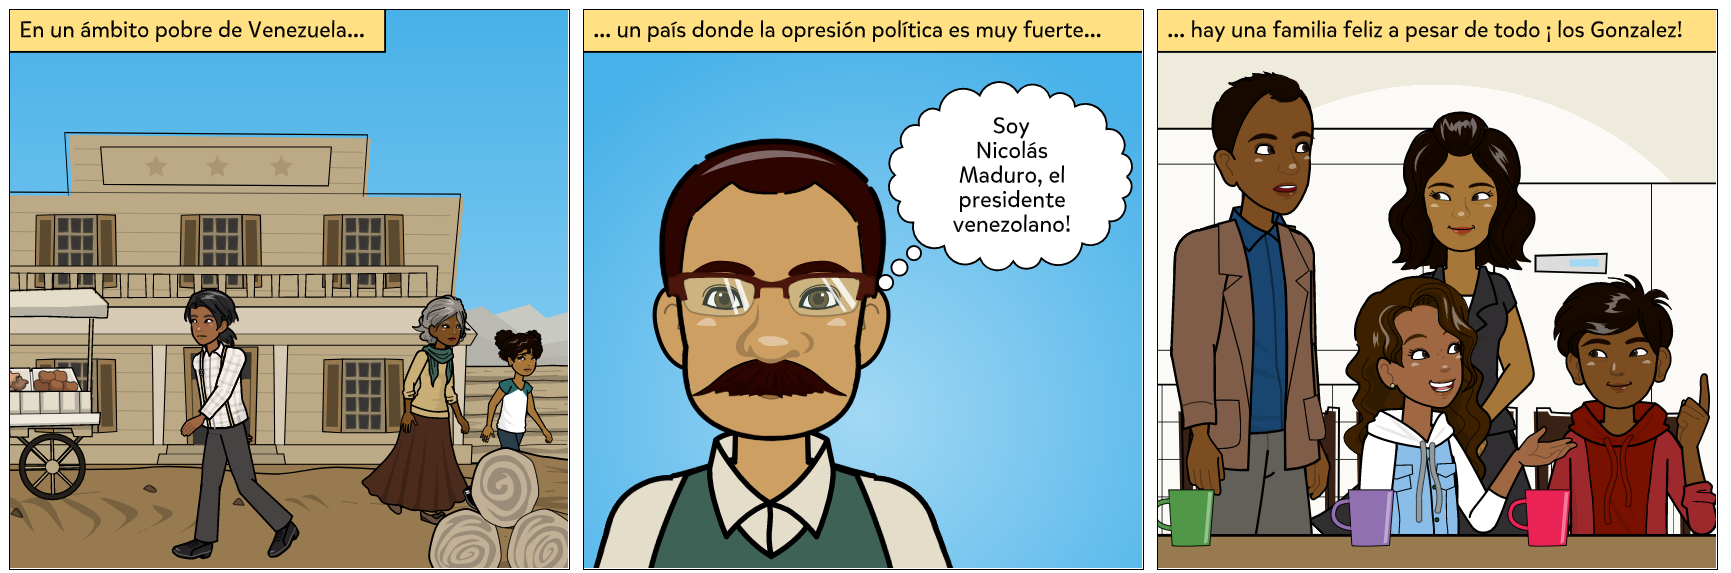 En un ámbito pobre de Venezuela...
... un país donde la opresión política es muy fuerte...
Soy
Nicolás
Maduro, el
presidente
venezolano!
... hay una familia feliz a pesar de todo ¡ los Gonzalez!